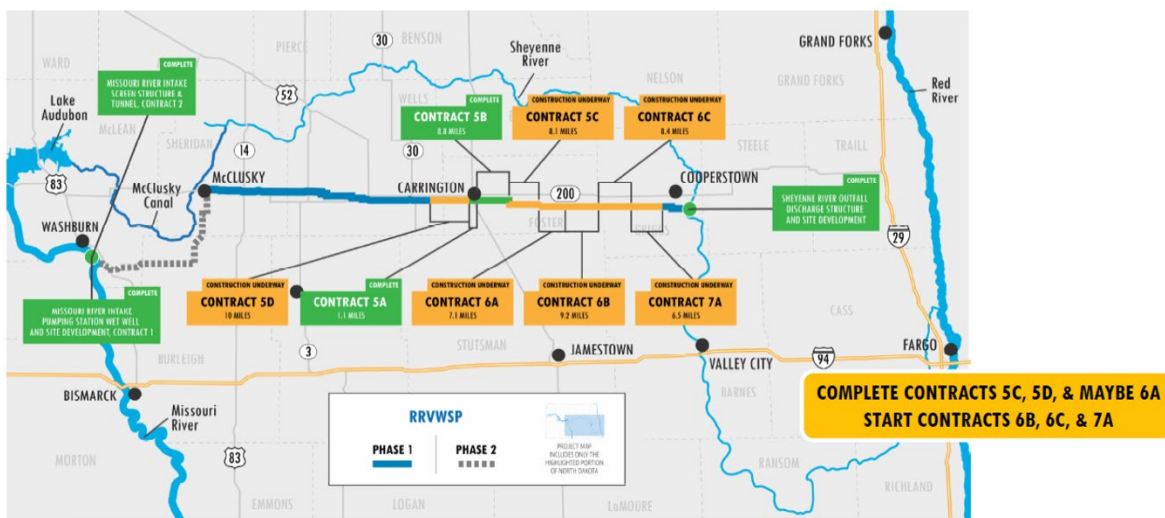 PIERCE
30
BENSON
Sheyenne
River
GRAND FORKS
Red
River
WARD
COMPLETE
MISSOURI RIVER INTAKE
SCREEN STRUCTURE &
TUNNEL, CONTRACT 2
Lake
Audubon
McLEAN
52
WELLS
NELSON
GRAND FORKS
COMPLETE
CONTRACT 5B
8.8 MILES
CONSTRUCTION UNDERWAY
CONTRACT 5C
8.1 MILES
CONSTRUCTION UNDERWAY
CONTRACT 6C
8.4 MILES
SHERIDAN
14
30
STEELE
TRAILL
83
McClusky
Canal
McCLUSKY
CARRINGTON
200
COOPERSTOWN
COMPLETE
SHEYENNE RIVER OUTFALL
DISCHARGE STRUCTURE
AND SITE DEVELOPMENT
WASHBURN
FOSTER
GRIGGS
29
COMPLETE
MISSOURI RIVER INTAKE
PUMPING STATION WET WELL
AND SITE DEVELOPMENT, CONTRACT 1
CONSTRUCTION UNDERWAY
CONTRACT 5D
10 MILES
COMPLETE
CONTRACT 5A
1.1 MILES
CONSTRUCTION UNDERWAY
CONTRACT 6A
7.1 MILES
CONSTRUCTION UNDERWAY
CONTRACT 6B
9.2 MILES
CONSTRUCTION UNDERWAY
CONTRACT 7A
6.5 MILES
CASS
BURLEIGH
3
STUTSMAN
JAMESTOWN
VALLEY CITY
94
FARGO
BISMARCK
Missouri
River
BARNES
COMPLETE CONTRACTS 5C, 5D, & MAYBE 6A
START CONTRACTS 6B, 6C, & 7A
RRVWSP
PHASE 1
PHASE 2
PROJECT MAP
INCLUDES ONLY THE
HIGHLIGHTED PORTION
OF NORTH DAKOTA
MORTON
83
EMMONS
LOGAN
LaMOURE
RANSOM
RICHLAND